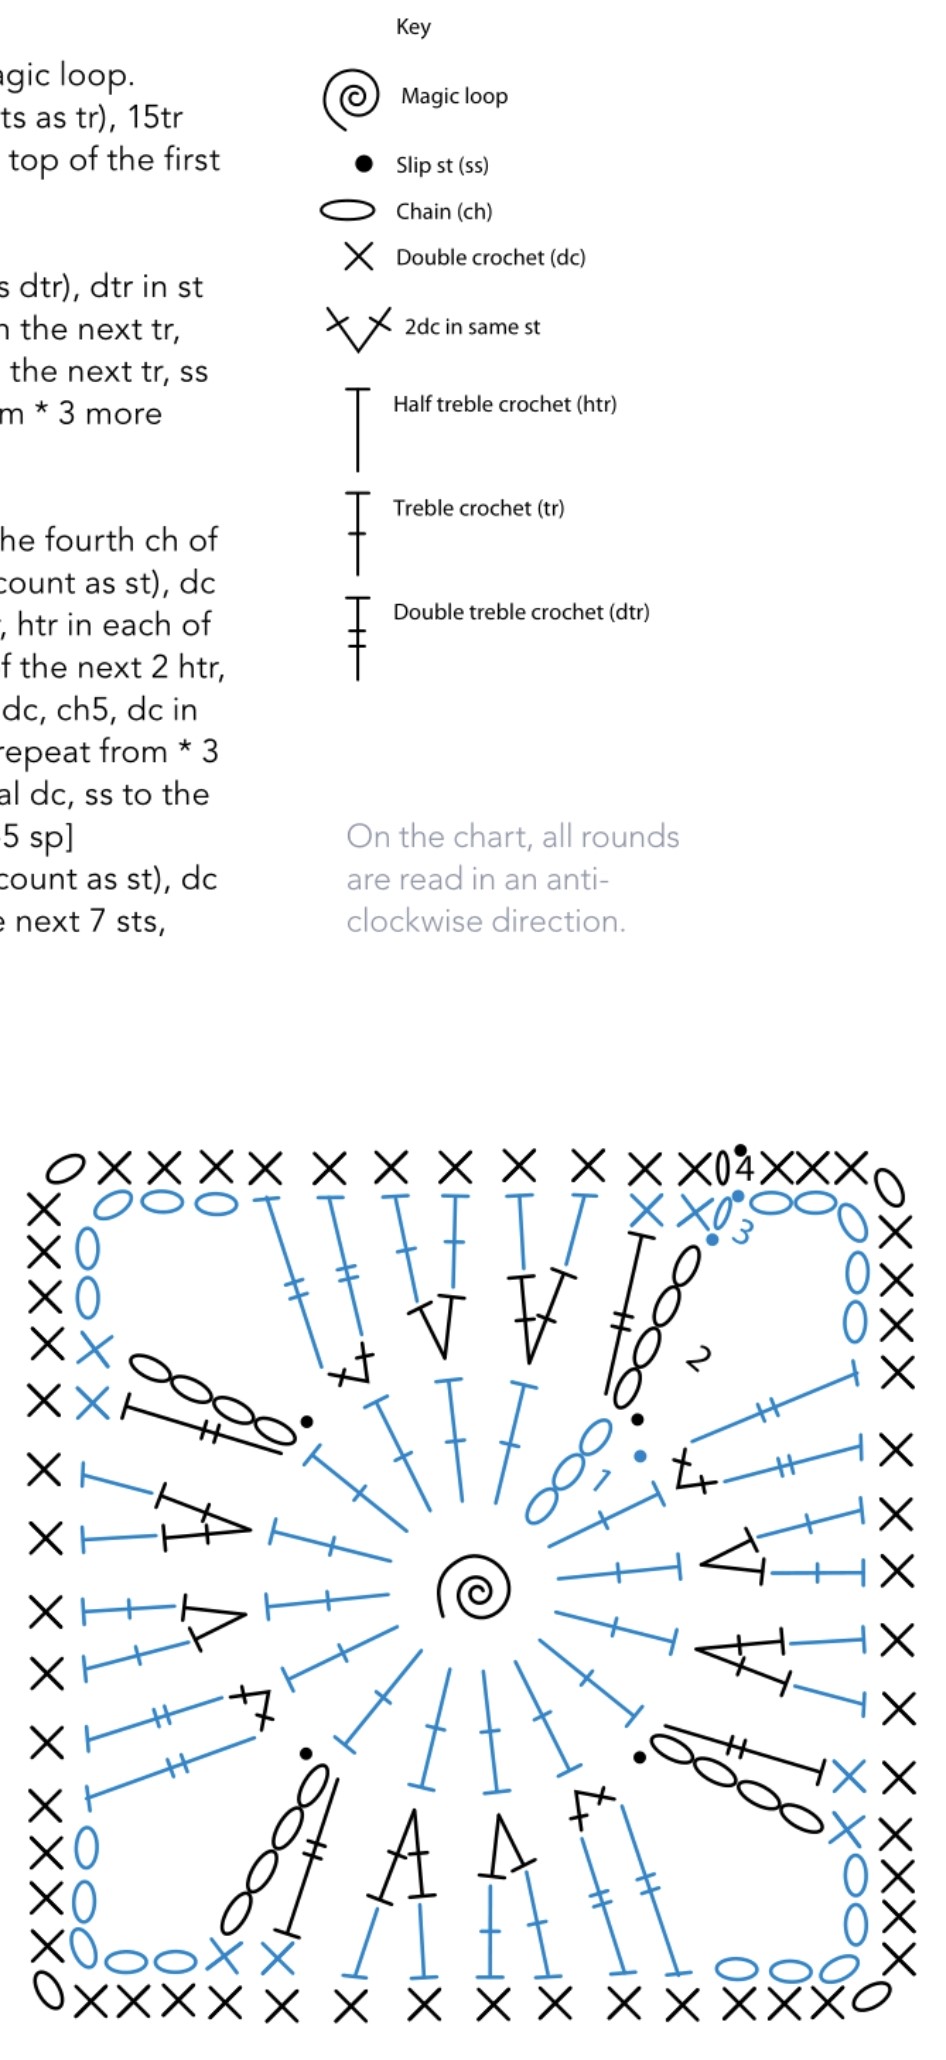 agic loop.
ts as tr), 15tr
top of the first
s dtr), dtr in st
n the next tr,
the next tr, ss
m * 3 more
he fourth ch of
count as st), dc
, htr in each of
f the next 2 htr,
dc, ch5, dc in
repeat from * 3
al dc, ss to the
5 sp]
count as st), dc
e next 7 sts,
Key
Magic loop
Slip st (ss)
Chain (ch)
Double crochet (dc)
2dc in same st
Half treble crochet (htr)
Treble crochet (tr)
Double treble crochet (dtr)
On the chart, all rounds
are read in an anti-
clockwise direction.
4
3
2
1